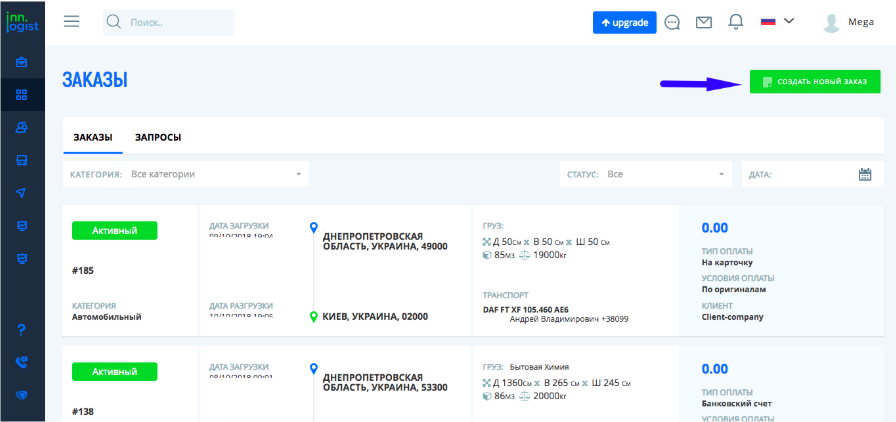 inn.
logist
Поиск..
upgrade
Mega
ЗАКАЗЫ
СОЗДАТЬ НОВЫЙ ЗАКАЗ
ЗАКАЗЫ
ЗАПРОСЫ
КАТЕГОРИЯ: Все категории
СТАТУС: Все
ДАТА:
Активный
#185
КАТЕГОРИЯ
Автомобильный
ДАТА ЗАГРУЗКИ
09/10/2018 19:04
ДНЕПРОПЕТРОВСКАЯ
ОБЛАСТЬ, УКРАИНА, 49000
ДАТА РАЗГРУЗКИ
10/10/2018 19:05
КИЕВ, УКРАИНА, 02000
ГРУЗ:
Д 50см x В 50 см x Ш 50 см
85м3 19000кг
ТРАНСПОРТ
DAF FT XF 105.460 AE6
Андрей Владимирович +38099
0.00
ТИП ОПЛАТЫ
На карточку
УСЛОВИЯ ОПЛАТЫ
По оригиналам
КЛИЕНТ
Client-company
Активный
#138
ДАТА ЗАГРУЗКИ
08/10/2018 09:01
ДНЕПРОПЕТРОВСКАЯ
ОБЛАСТЬ, УКРАИНА, 53300
ГРУЗ: Бытовая Химия
Д 1360см x В 265 см x Ш 245 см
86м3 20000кг
0.00
ТИП ОПЛАТЫ
Банковский счет
УСЛОВИЯ ОПЛАТЫ